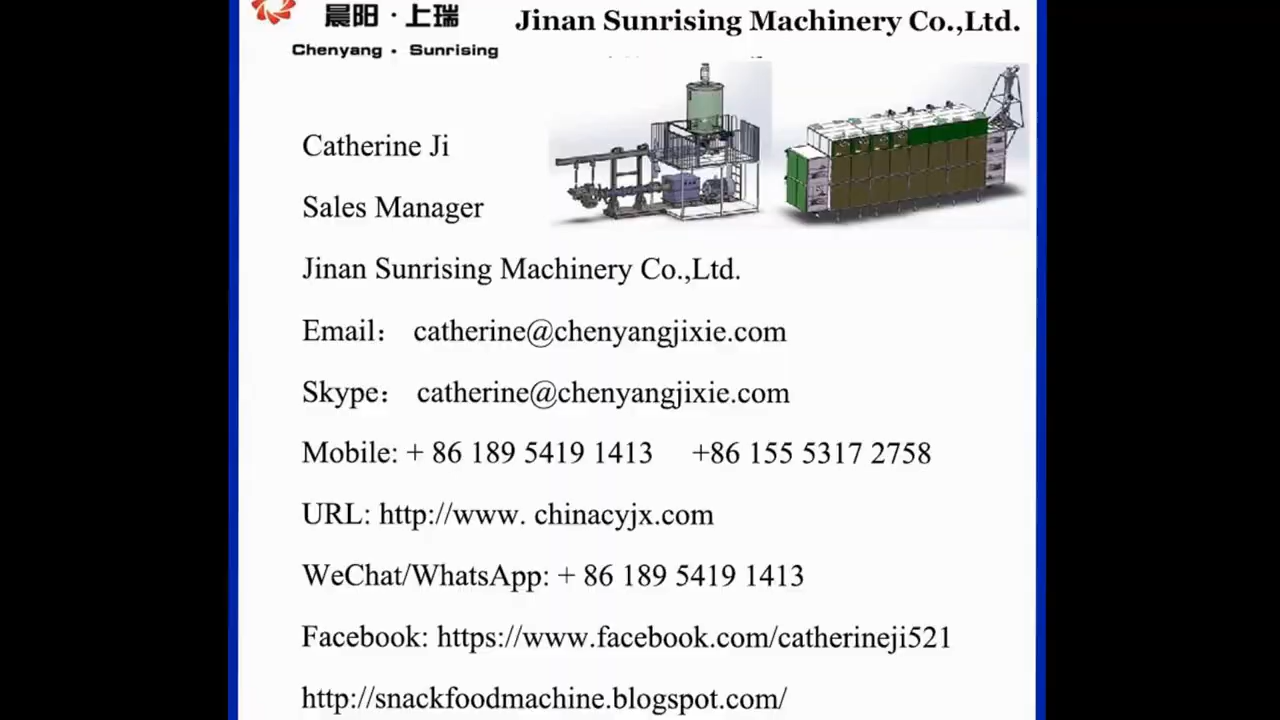 晨阳·上瑞
Chenyang · Sunrising
Jinan Sunrising Machinery Co.,Ltd.
Catherine Ji
Sales Manager
Jinan Sunrising Machinery Co.,Ltd.
Email： catherine@chenyangjixie.com
Skype： catherine@chenyangjixie.com
Mobile: + 86 189 5419 1413 +86 155 5317 2758
URL: http://www. chinacyjx.com
WeChat/WhatsApp: + 86 189 5419 1413
Facebook: https://www.facebook.com/catherineji521
http://snackfoodmachine.blogspot.com/